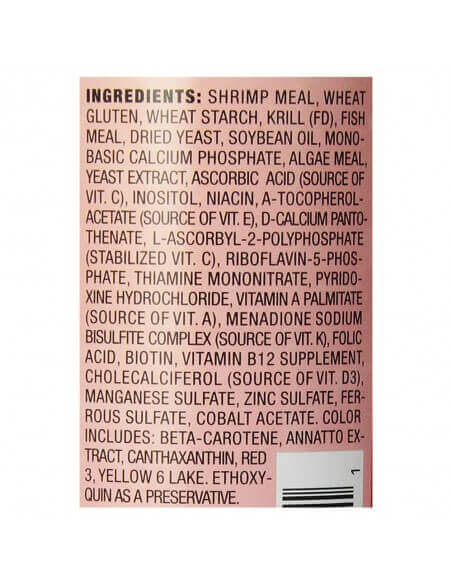 INGREDIENTS: SHRIMP MEAL, WHEAT
GLUTEN, WHEAT STARCH, KRILL (FD), FISH
MEAL, DRIED YEAST, SOYBEAN OIL, MONO-
BASIC CALCIUM PHOSPHATE, ALGAE MEAL,
YEAST EXTRACT, ASCORBIC ACID (SOURCE OF
VIT. C), INOSITOL, NIACIN, A-TOCOPHEROL-
ACETATE (SOURCE OF VIT. E), D-CALCIUM PANTO-
THENATE, L-ASCORBYL-2-POLYPHOSPHATE
(STABILIZED VIT. C), RIBOFLAVIN-5-PHOS-
PHATE, THIAMINE MONONITRATE, PYRIDO-
XINE HYDROCHLORIDE, VITAMIN A PALMITATE
(SOURCE OF VIT. A), MENADIONE SODIUM
BISULFITE COMPLEX (SOURCE OF VIT. K), FOLIC
ACID, BIOTIN, VITAMIN B12 SUPPLEMENT,
CHOLECALCIFEROL (SOURCE OF VIT. D3),
MANGANESE SULFATE, ZINC SULFATE, FER-
ROUS SULFATE, COBALT ACETATE. COLOR
INCLUDES: BETA-CAROTENE, ANNATTO EX-
TRACT, CANTHAXANTHIN, RED
3, YELLOW 6 LAKE. ETHOXY-
QUIN AS A PRESERVATIVE.
1